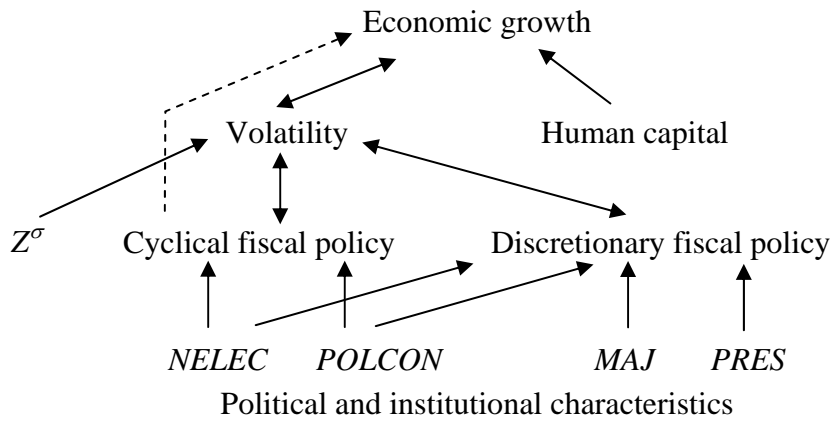 Economic growth
Volatility Human capital
Z^σ Cyclical fiscal policy Discretionary fiscal policy
NELEC POLCON MAJ PRES
Political and institutional characteristics